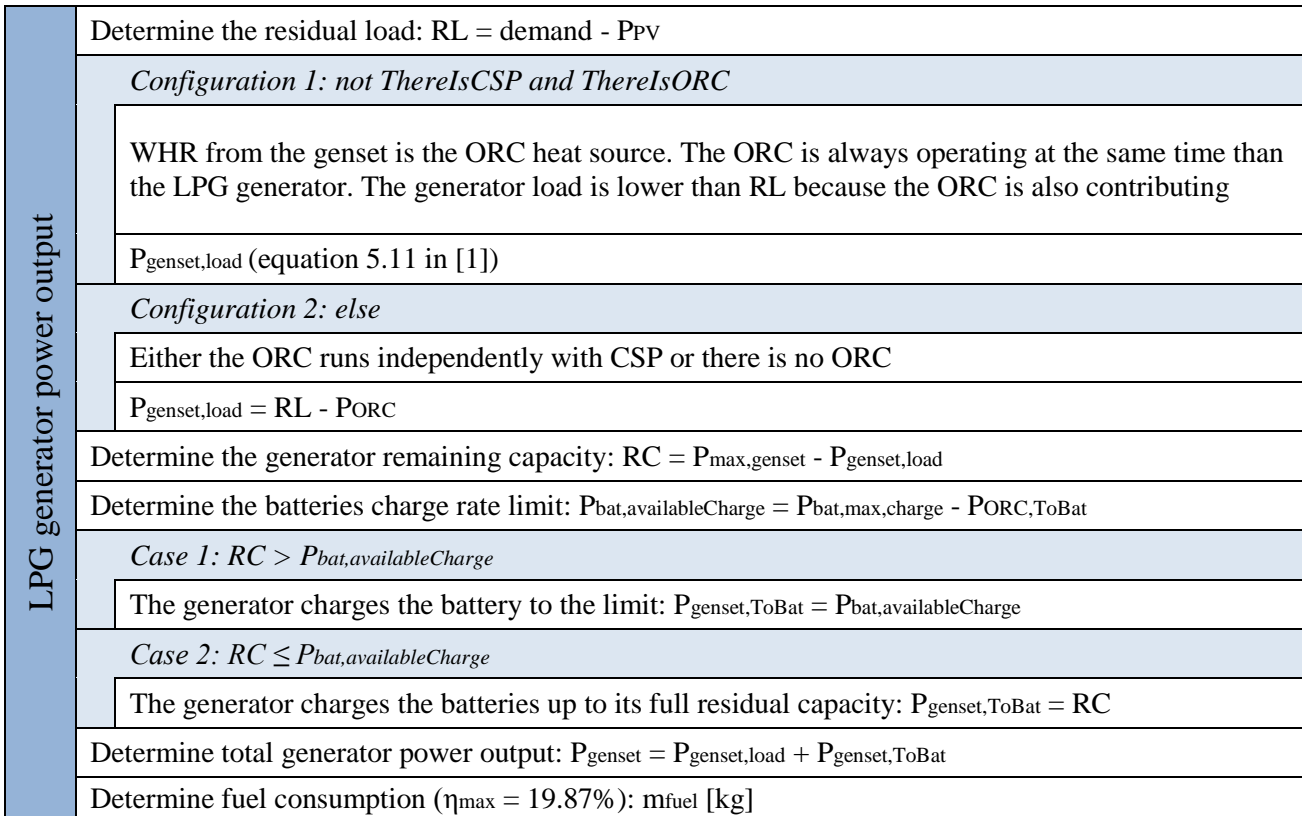 LPG generator power output
Determine the residual load: RL = demand - PPV
Configuration 1: not ThereIsCSP and ThereIsORC
WHR from the genset is the ORC heat source. The ORC is always operating at the same time than
the LPG generator. The generator load is lower than RL because the ORC is also contributing
Pgenset,load (equation 5.11 in [1])
Configuration 2: else
Either the ORC runs independently with CSP or there is no ORC
Pgenset,load = RL - PORC
Determine the generator remaining capacity: RC = Pmax,genset - Pgenset,load
Determine the batteries charge rate limit: Pbat,availableCharge = Pbat,max,charge - PORC,ToBat
Case 1: RC > Pbat,availableCharge
The generator charges the battery to the limit: Pgenset,ToBat = Pbat,availableCharge
Case 2: RC ≤ Pbat,availableCharge
The generator charges the batteries up to its full residual capacity: Pgenset,ToBat = RC
Determine total generator power output: Pgenset = Pgenset,load + Pgenset,ToBat
Determine fuel consumption (ηmax = 19.87%): mfuel [kg]